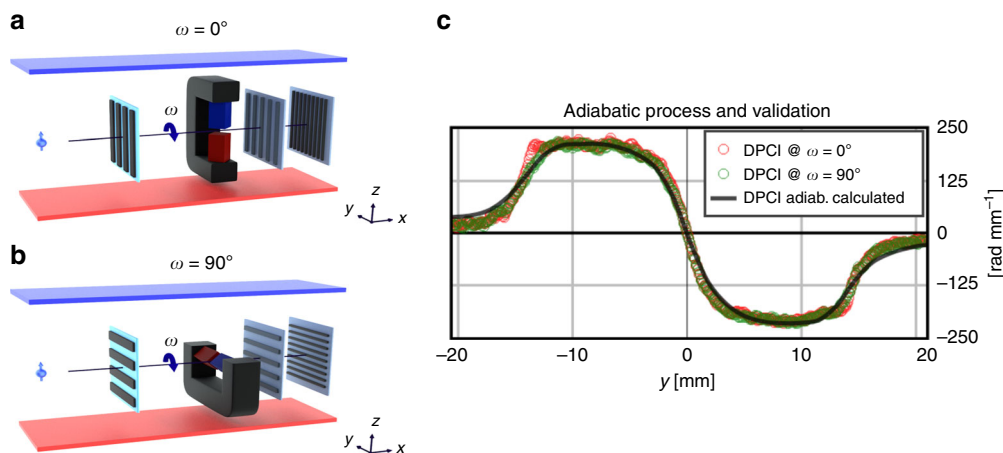 a
ω = 0°
ω
z
y
x
b
ω = 90°
ω
z
y
x
c
Adiabatic process and validation
DPCI @ ω = 0°
DPCI @ ω = 90°
DPCI adiab. calculated
250
125
0
−125
−250
[rad mm⁻¹]
−20 −10 0 10 20
y [mm]